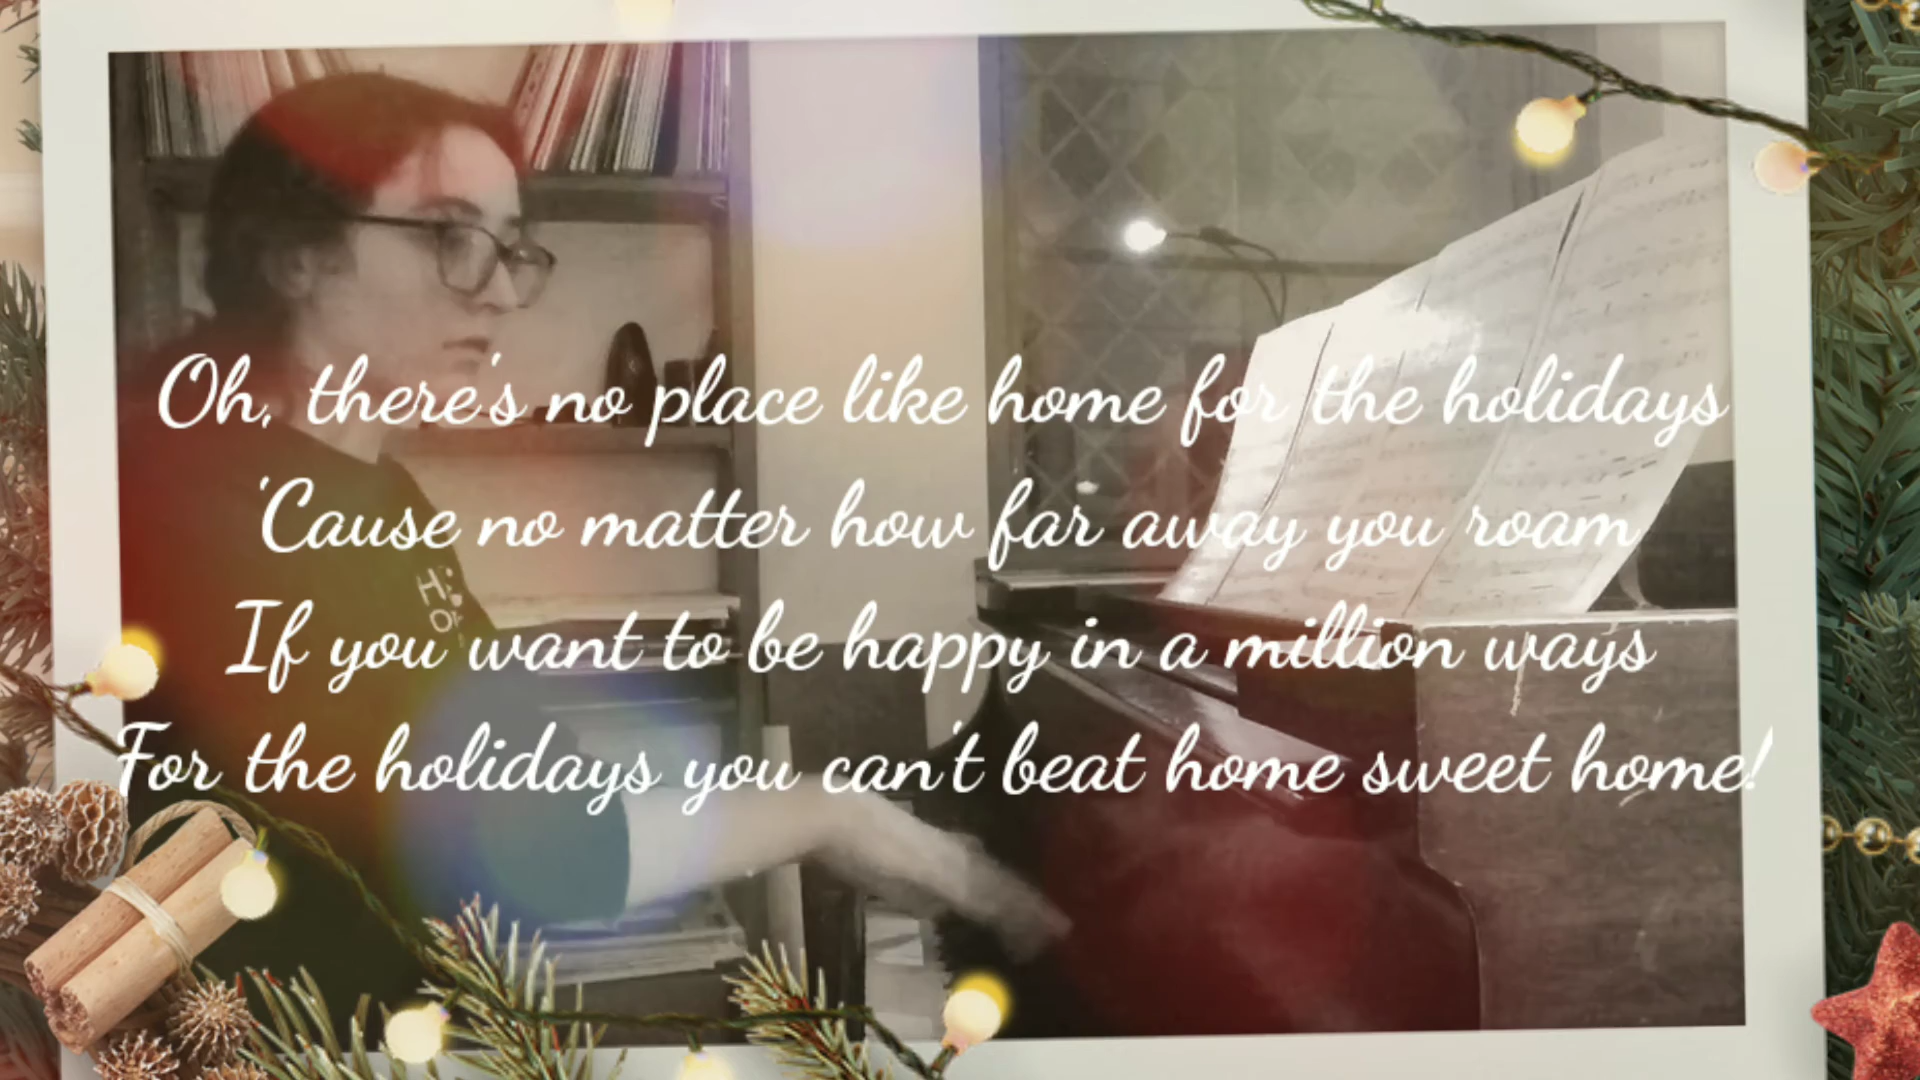 Oh, there's no place like home for the holidays
'Cause no matter how far away you roam
If you want to be happy in a million ways
For the holidays you can't beat home sweet home!